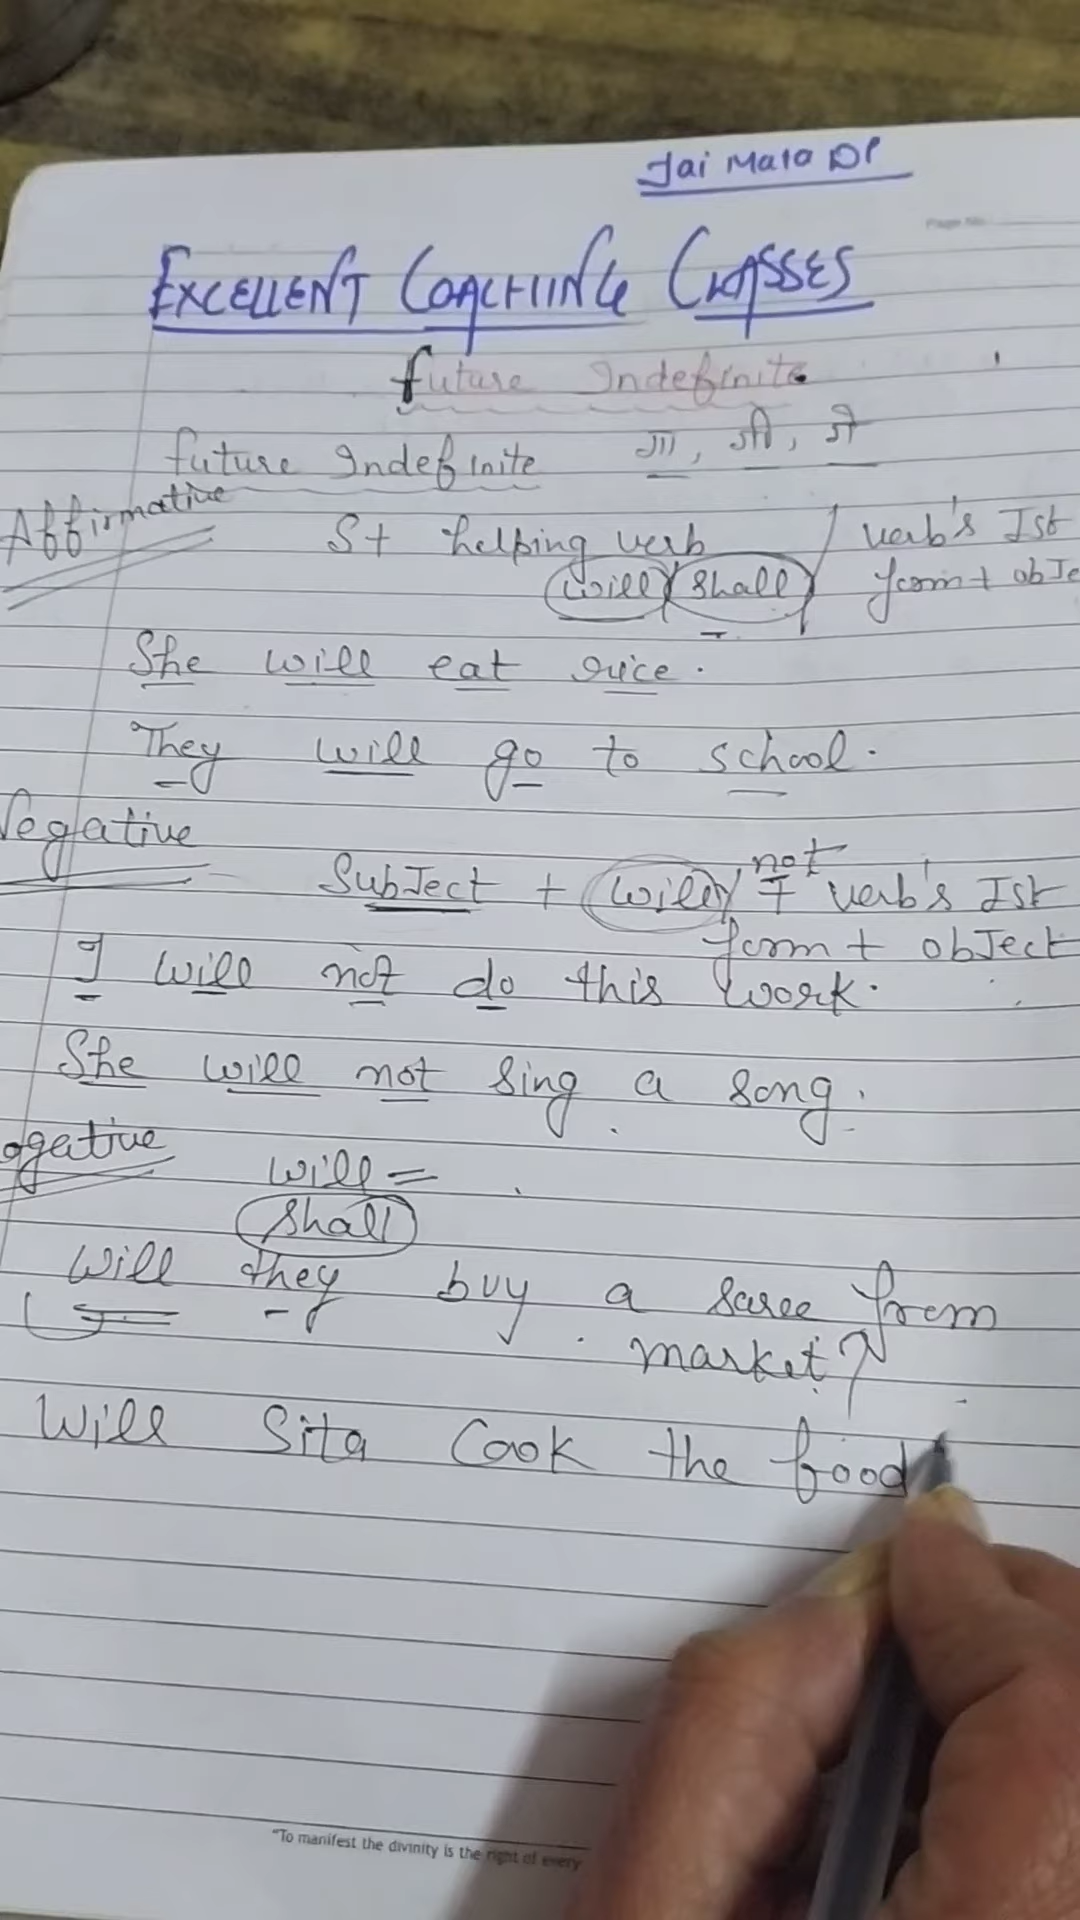 Jai Mata DI
Page No.
EXCELLENT COACHING CLASSES
Future Indefinite
Future Indefinite गा, गी, गे
Affirmative
S+ helping verb / verb's Ist
will / shall form + obje
She will eat rice.
They will go to school.
Negative
not
Subject + will / + verb's Ist
form + object
I will not do this work.
She will not sing a song.
ogative will =
shall
Will they buy a saree from
market?
Will Sita Cook the food
"To manifest the divinity is the right of every